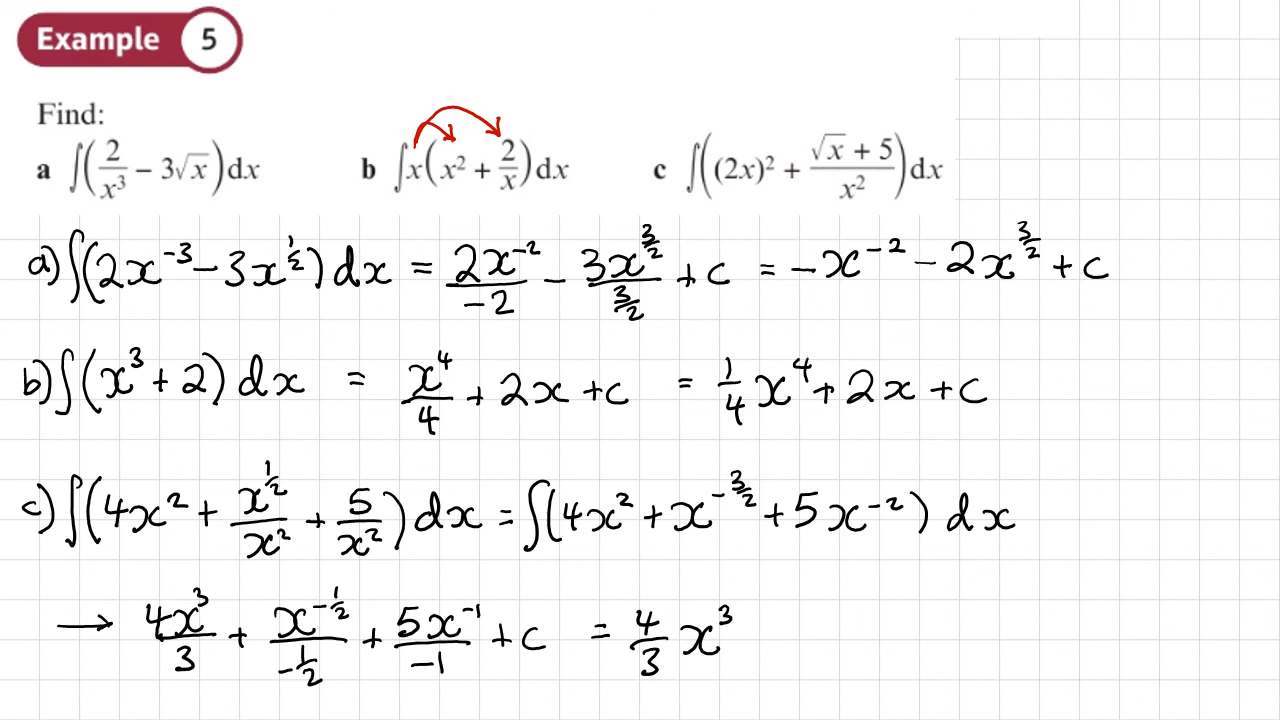 Example 5
Find:
a ∫(2/x³ − 3√x)dx b ∫x(x² + 2/x)dx c ∫((2x)² + (√x + 5)/x²)dx
a) ∫(2x⁻³ − 3x^(1/2)) dx = 2x⁻²/−2 − 3x^(3/2)/(3/2) + c = −x⁻² − 2x^(3/2) + c
b) ∫(x³ + 2) dx = x⁴/4 + 2x + c = 1/4 x⁴ + 2x + c
c) ∫(4x² + x^(1/2)/x² + 5/x²) dx = ∫(4x² + x^(−3/2) + 5x⁻²) dx
→ 4x³/3 + x^(−1/2)/(−1/2) + 5x⁻¹/−1 + c = 4/3 x³